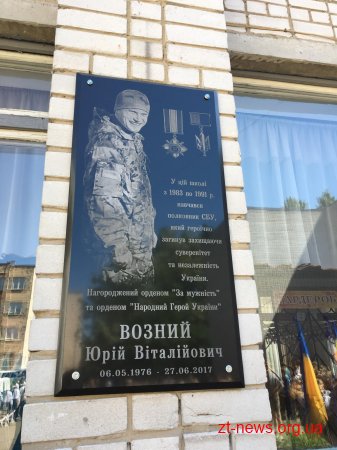 У цій школі
з 1983 по 1991 р.
навчався
полковник СБУ,
який героїчно
загинув захищаючи
суверенітет
та незалежність
України.
Нагороджений орденом "За мужність"
та орденом "Народний Герой України"
ВОЗНИЙ
Юрій Віталійович
06.05.1976 - 27.06.2017
ГАРДЕРОБ
zt-news.org.ua